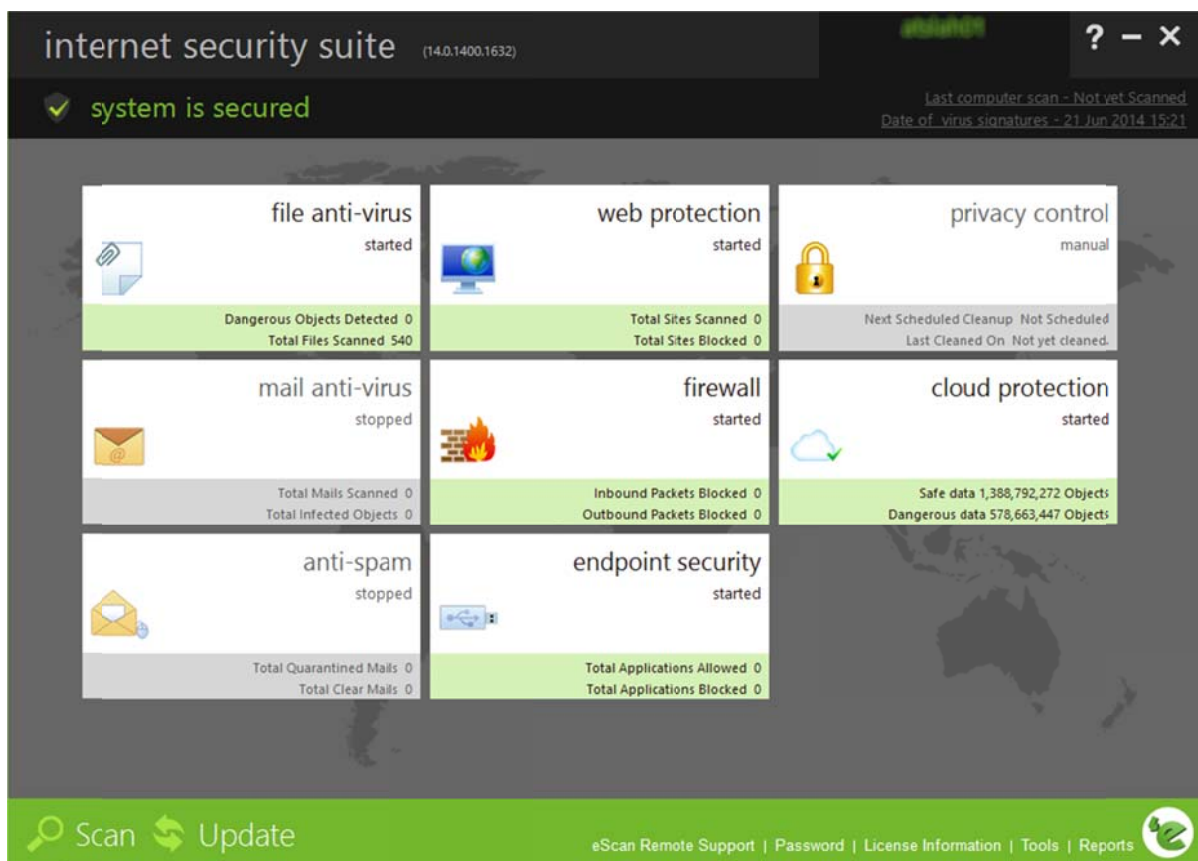 internet security suite (14.0.1400.1632)
? – ×
system is secured
Last computer scan - Not yet Scanned
Date of virus signatures - 21 Jun 2014 15:21
file anti-virus
started
Dangerous Objects Detected 0
Total Files Scanned 540
web protection
started
Total Sites Scanned 0
Total Sites Blocked 0
privacy control
manual
Next Scheduled Cleanup Not Scheduled
Last Cleaned On Not yet cleaned.
mail anti-virus
stopped
Total Mails Scanned 0
Total Infected Objects 0
firewall
started
Inbound Packets Blocked 0
Outbound Packets Blocked 0
cloud protection
started
Safe data 1,388,792,272 Objects
Dangerous data 578,663,447 Objects
anti-spam
stopped
Total Quarantined Mails 0
Total Clear Mails 0
endpoint security
started
Total Applications Allowed 0
Total Applications Blocked 0
Scan Update
eScan Remote Support | Password | License Information | Tools | Reports